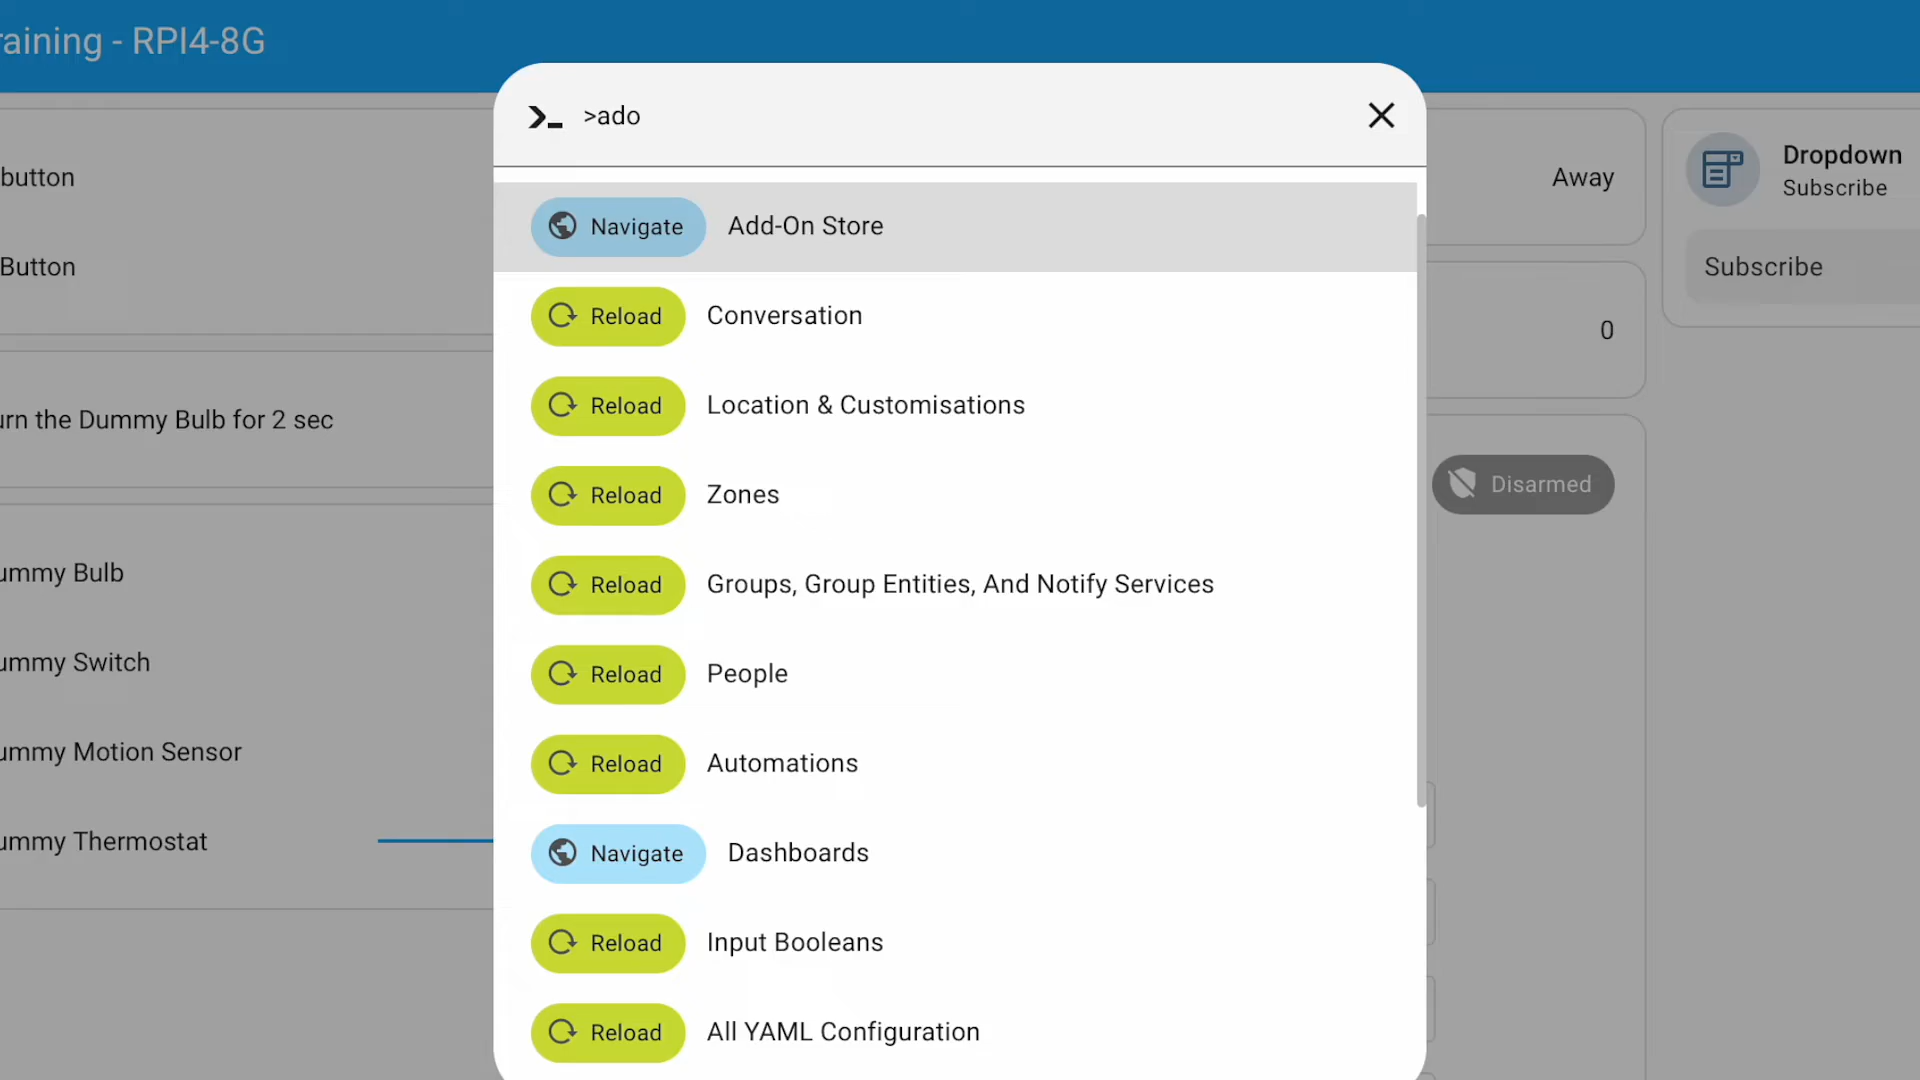 raining - RPI4-8G
>ado
Navigate Add-On Store
Reload Conversation
Reload Location & Customisations
Reload Zones
Reload Groups, Group Entities, And Notify Services
Reload People
Reload Automations
Navigate Dashboards
Reload Input Booleans
Reload All YAML Configuration
button
Button
urn the Dummy Bulb for 2 sec
ummy Bulb
ummy Switch
ummy Motion Sensor
ummy Thermostat
Away
0
Disarmed
Dropdown
Subscribe
Subscribe